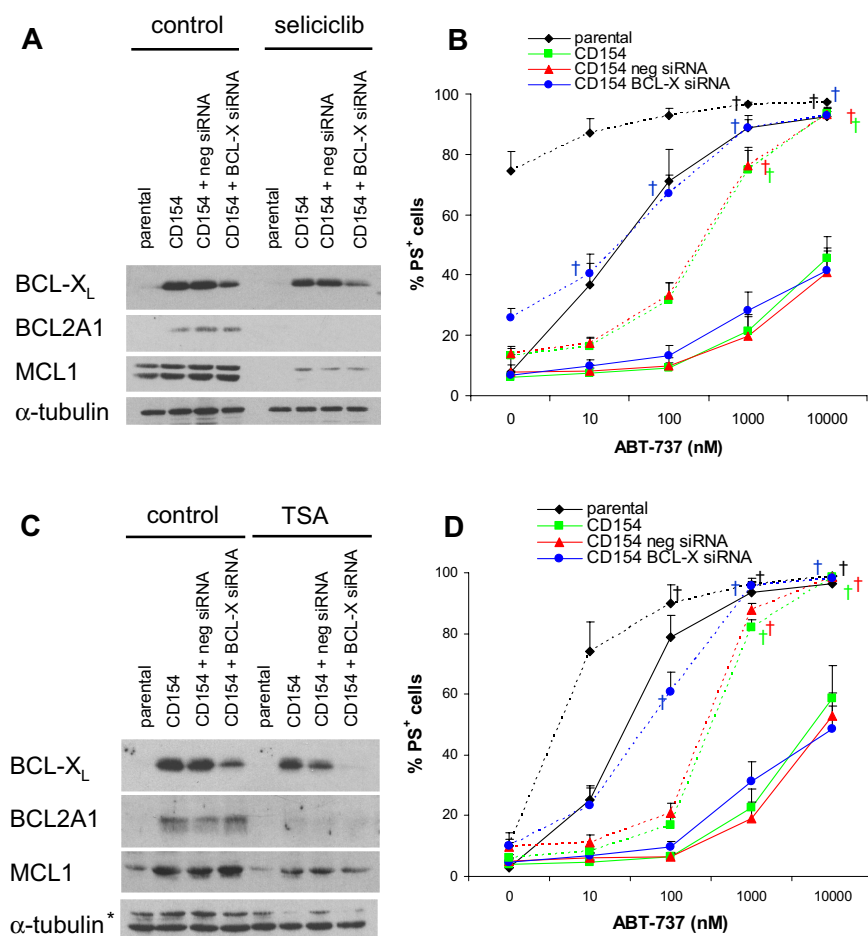 A
control
seliciclib
parental
CD154
CD154 + neg siRNA
CD154 + BCL-X siRNA
parental
CD154
CD154 + neg siRNA
CD154 + BCL-X siRNA
BCL-XL
BCL2A1
MCL1
α-tubulin
B
parental
CD154
CD154 neg siRNA
CD154 BCL-X siRNA
% PS+ cells
100
80
60
40
20
0
† † † † † † † † †
0 10 100 1000 10000
ABT-737 (nM)
C
control
TSA
parental
CD154
CD154 + neg siRNA
CD154 + BCL-X siRNA
parental
CD154
CD154 + neg siRNA
CD154 + BCL-X siRNA
BCL-XL
BCL2A1
MCL1
α-tubulin*
D
parental
CD154
CD154 neg siRNA
CD154 BCL-X siRNA
% PS+ cells
100
80
60
40
20
0
† † † † † † † † † †
0 10 100 1000 10000
ABT-737 (nM)